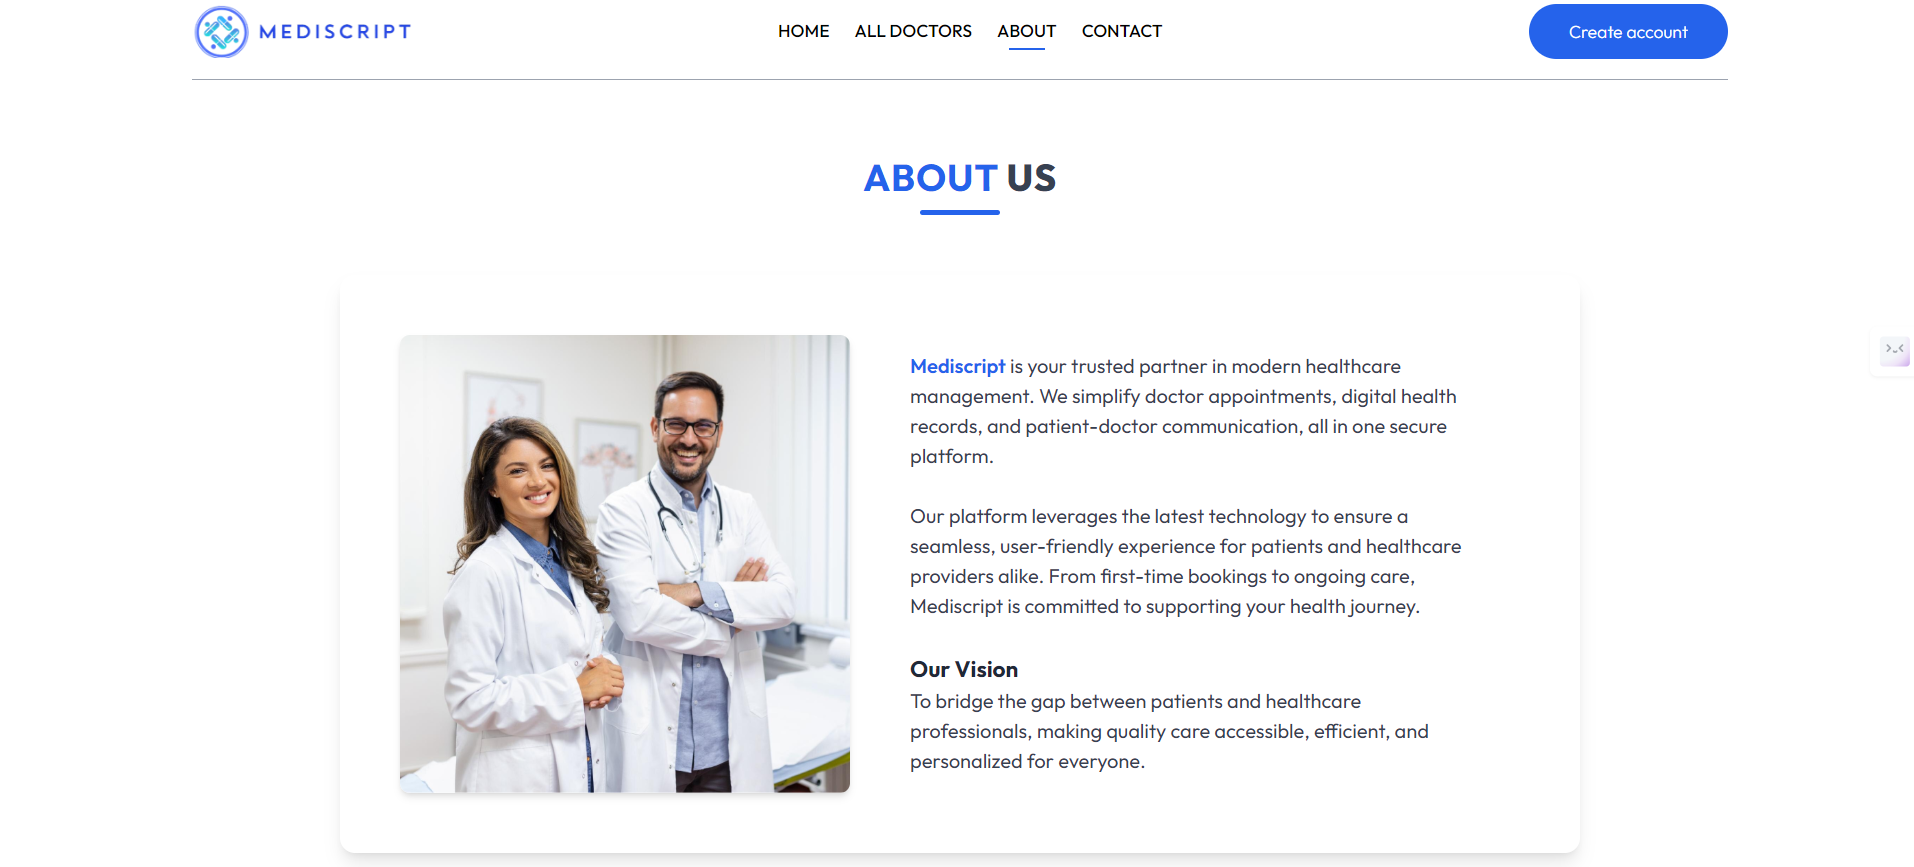 MEDISCRIPT
HOME ALL DOCTORS ABOUT CONTACT
Create account
ABOUT US
Mediscript is your trusted partner in modern healthcare
management. We simplify doctor appointments, digital health
records, and patient-doctor communication, all in one secure
platform.
Our platform leverages the latest technology to ensure a
seamless, user-friendly experience for patients and healthcare
providers alike. From first-time bookings to ongoing care,
Mediscript is committed to supporting your health journey.
Our Vision
To bridge the gap between patients and healthcare
professionals, making quality care accessible, efficient, and
personalized for everyone.